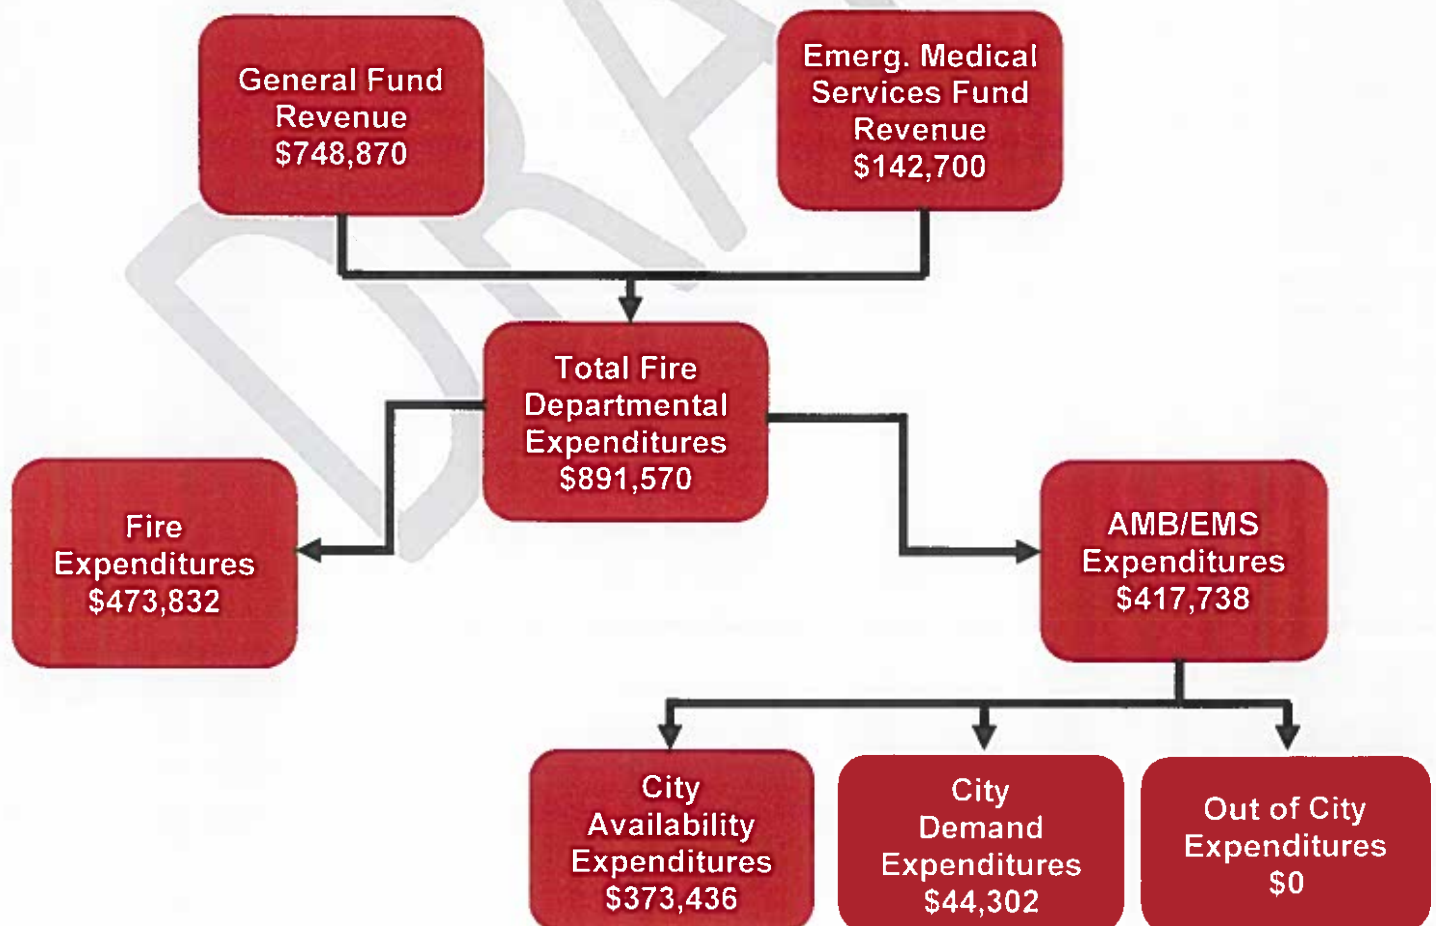 General Fund
Revenue
$748,870
Emerg. Medical
Services Fund
Revenue
$142,700
Total Fire
Departmental
Expenditures
$891,570
Fire
Expenditures
$473,832
AMB/EMS
Expenditures
$417,738
City
Availability
Expenditures
$373,436
City
Demand
Expenditures
$44,302
Out of City
Expenditures
$0